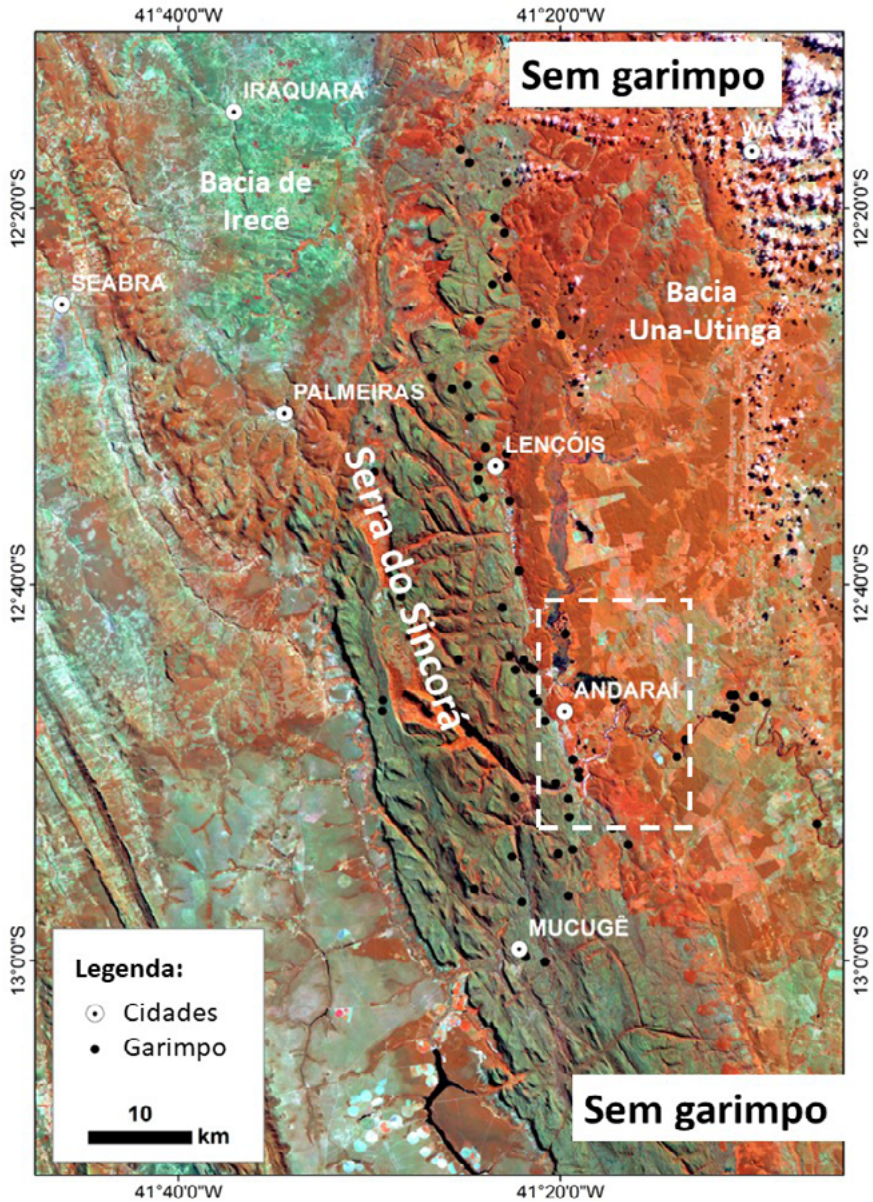 41°40'0"W
41°20'0"W
Sem garimpo
IRAQUARA
WAGNER
Bacia de
Irecê
12°20'0"S
12°20'0"S
SEABRA
Bacia
Una-Utinga
PALMEIRAS
LENÇÓIS
Serra do Sincorá
12°40'0"S
12°40'0"S
ANDARAÍ
MUCUGÊ
13°0'0"S
13°0'0"S
Legenda:
Cidades
Garimpo
10
km
Sem garimpo
41°40'0"W
41°20'0"W